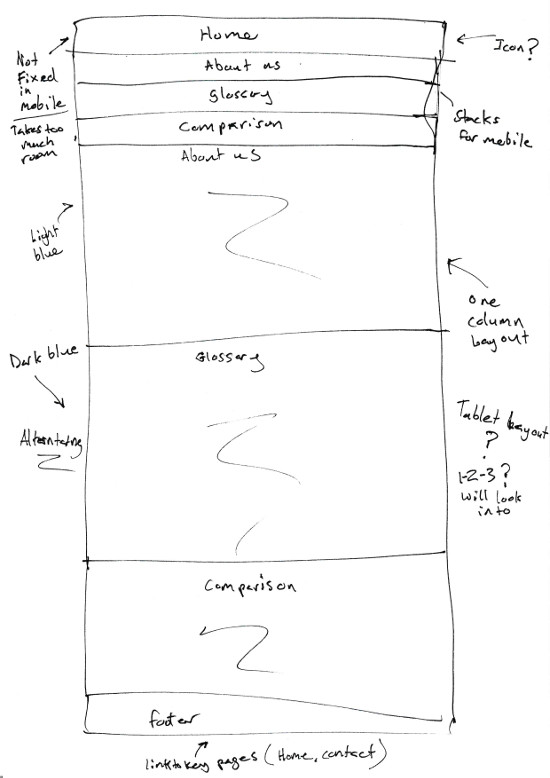 Home
About us
Glossary
Comparison
About us
Not
Fixed
in
mobile
Takes too
much
room
Icon?
Stacks
for mobile
Light
blue
one
column
Layout
Dark blue
Alternating
Glossary
Tablet Layout
?
1-2-3?
will look
into
Comparison
footer
link to key pages (Home, contact)